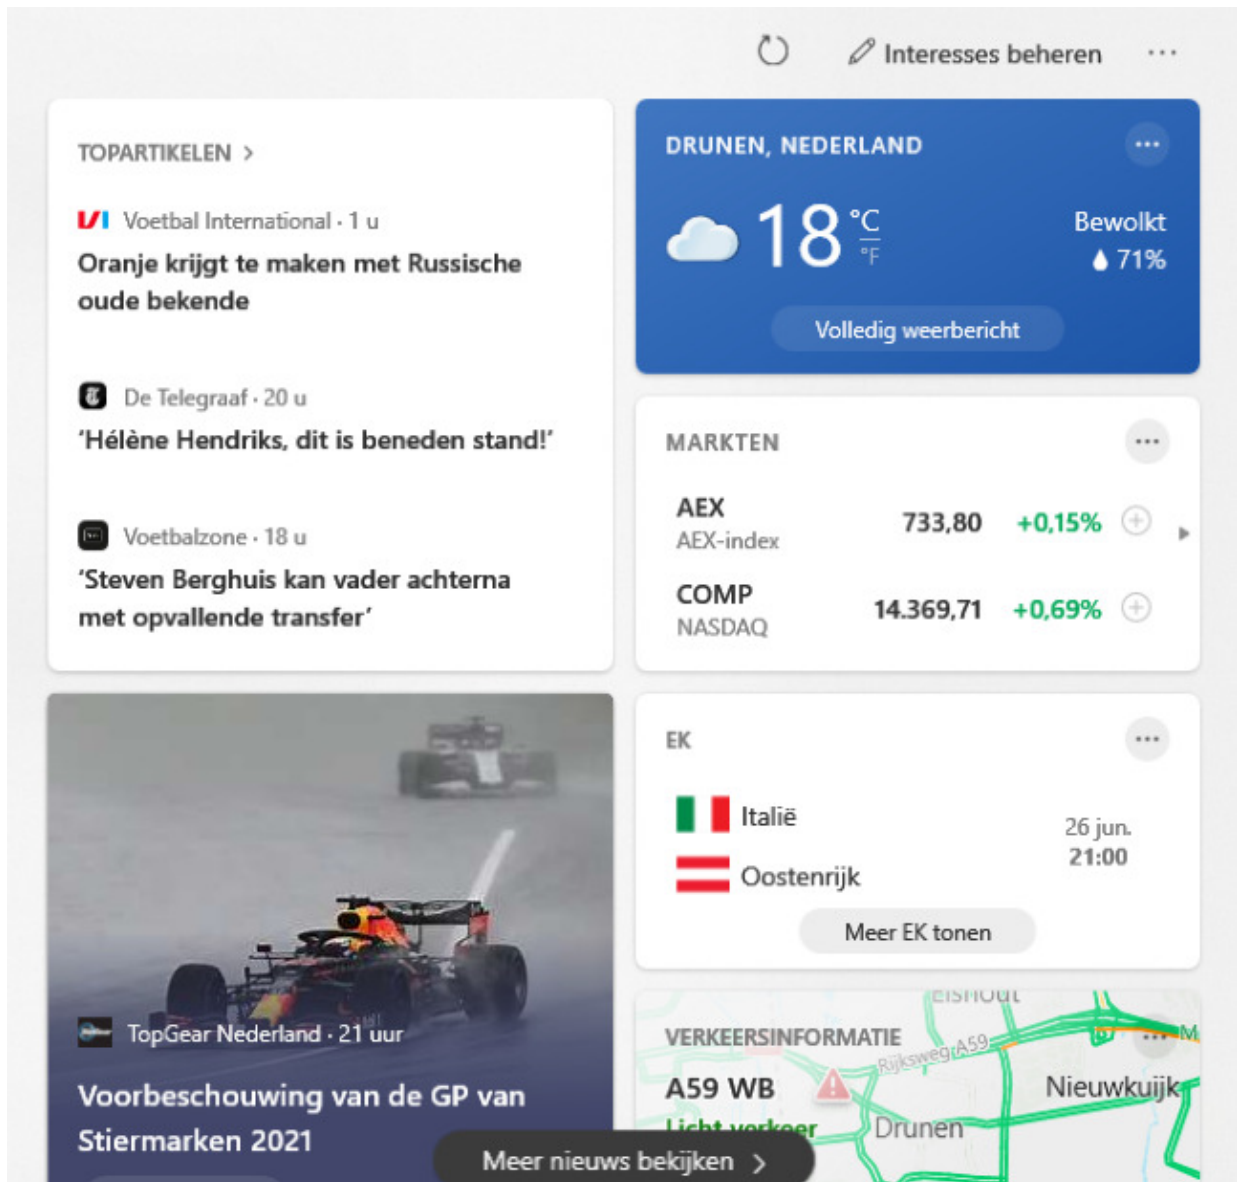 Interesses beheren
TOPARTIKELEN >
Voetbal International · 1 u
Oranje krijgt te maken met Russische
oude bekende
De Telegraaf · 20 u
‘Hélène Hendriks, dit is beneden stand!’
Voetbalzone · 18 u
‘Steven Berghuis kan vader achterna
met opvallende transfer’
TopGear Nederland · 21 uur
Voorbeschouwing van de GP van
Stiermarken 2021
DRUNEN, NEDERLAND
18 °C
°F
Bewolkt
71%
Volledig weerbericht
MARKTEN
AEX 733,80 +0,15%
AEX-index
COMP 14.369,71 +0,69%
NASDAQ
EK
Italië
Oostenrijk
26 jun.
21:00
Meer EK tonen
Elshout
VERKEERSINFORMATIE
Rijksweg A59
M
A59 WB
Nieuwkuijk
Licht verkeer
Drunen
Meer nieuws bekijken >